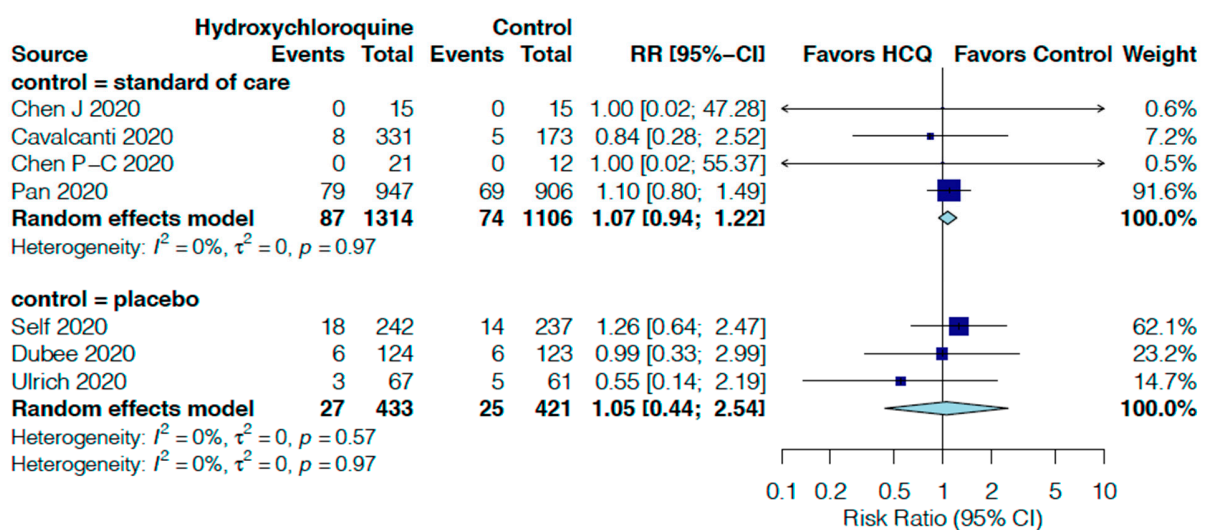 Hydroxychloroquine Control
Source Events Total Events Total RR [95%−CI] Favors HCQ Favors Control Weight
control = standard of care
Chen J 2020 0 15 0 15 1.00 [0.02; 47.28] 0.6%
Cavalcanti 2020 8 331 5 173 0.84 [0.28; 2.52] 7.2%
Chen P−C 2020 0 21 0 12 1.00 [0.02; 55.37] 0.5%
Pan 2020 79 947 69 906 1.10 [0.80; 1.49] 91.6%
Random effects model 87 1314 74 1106 1.07 [0.94; 1.22] 100.0%
Heterogeneity: I² = 0%, τ² = 0, p = 0.97
control = placebo
Self 2020 18 242 14 237 1.26 [0.64; 2.47] 62.1%
Dubee 2020 6 124 6 123 0.99 [0.33; 2.99] 23.2%
Ulrich 2020 3 67 5 61 0.55 [0.14; 2.19] 14.7%
Random effects model 27 433 25 421 1.05 [0.44; 2.54] 100.0%
Heterogeneity: I² = 0%, τ² = 0, p = 0.57
Heterogeneity: I² = 0%, τ² = 0, p = 0.97
0.1 0.2 0.5 1 2 5 10
Risk Ratio (95% CI)